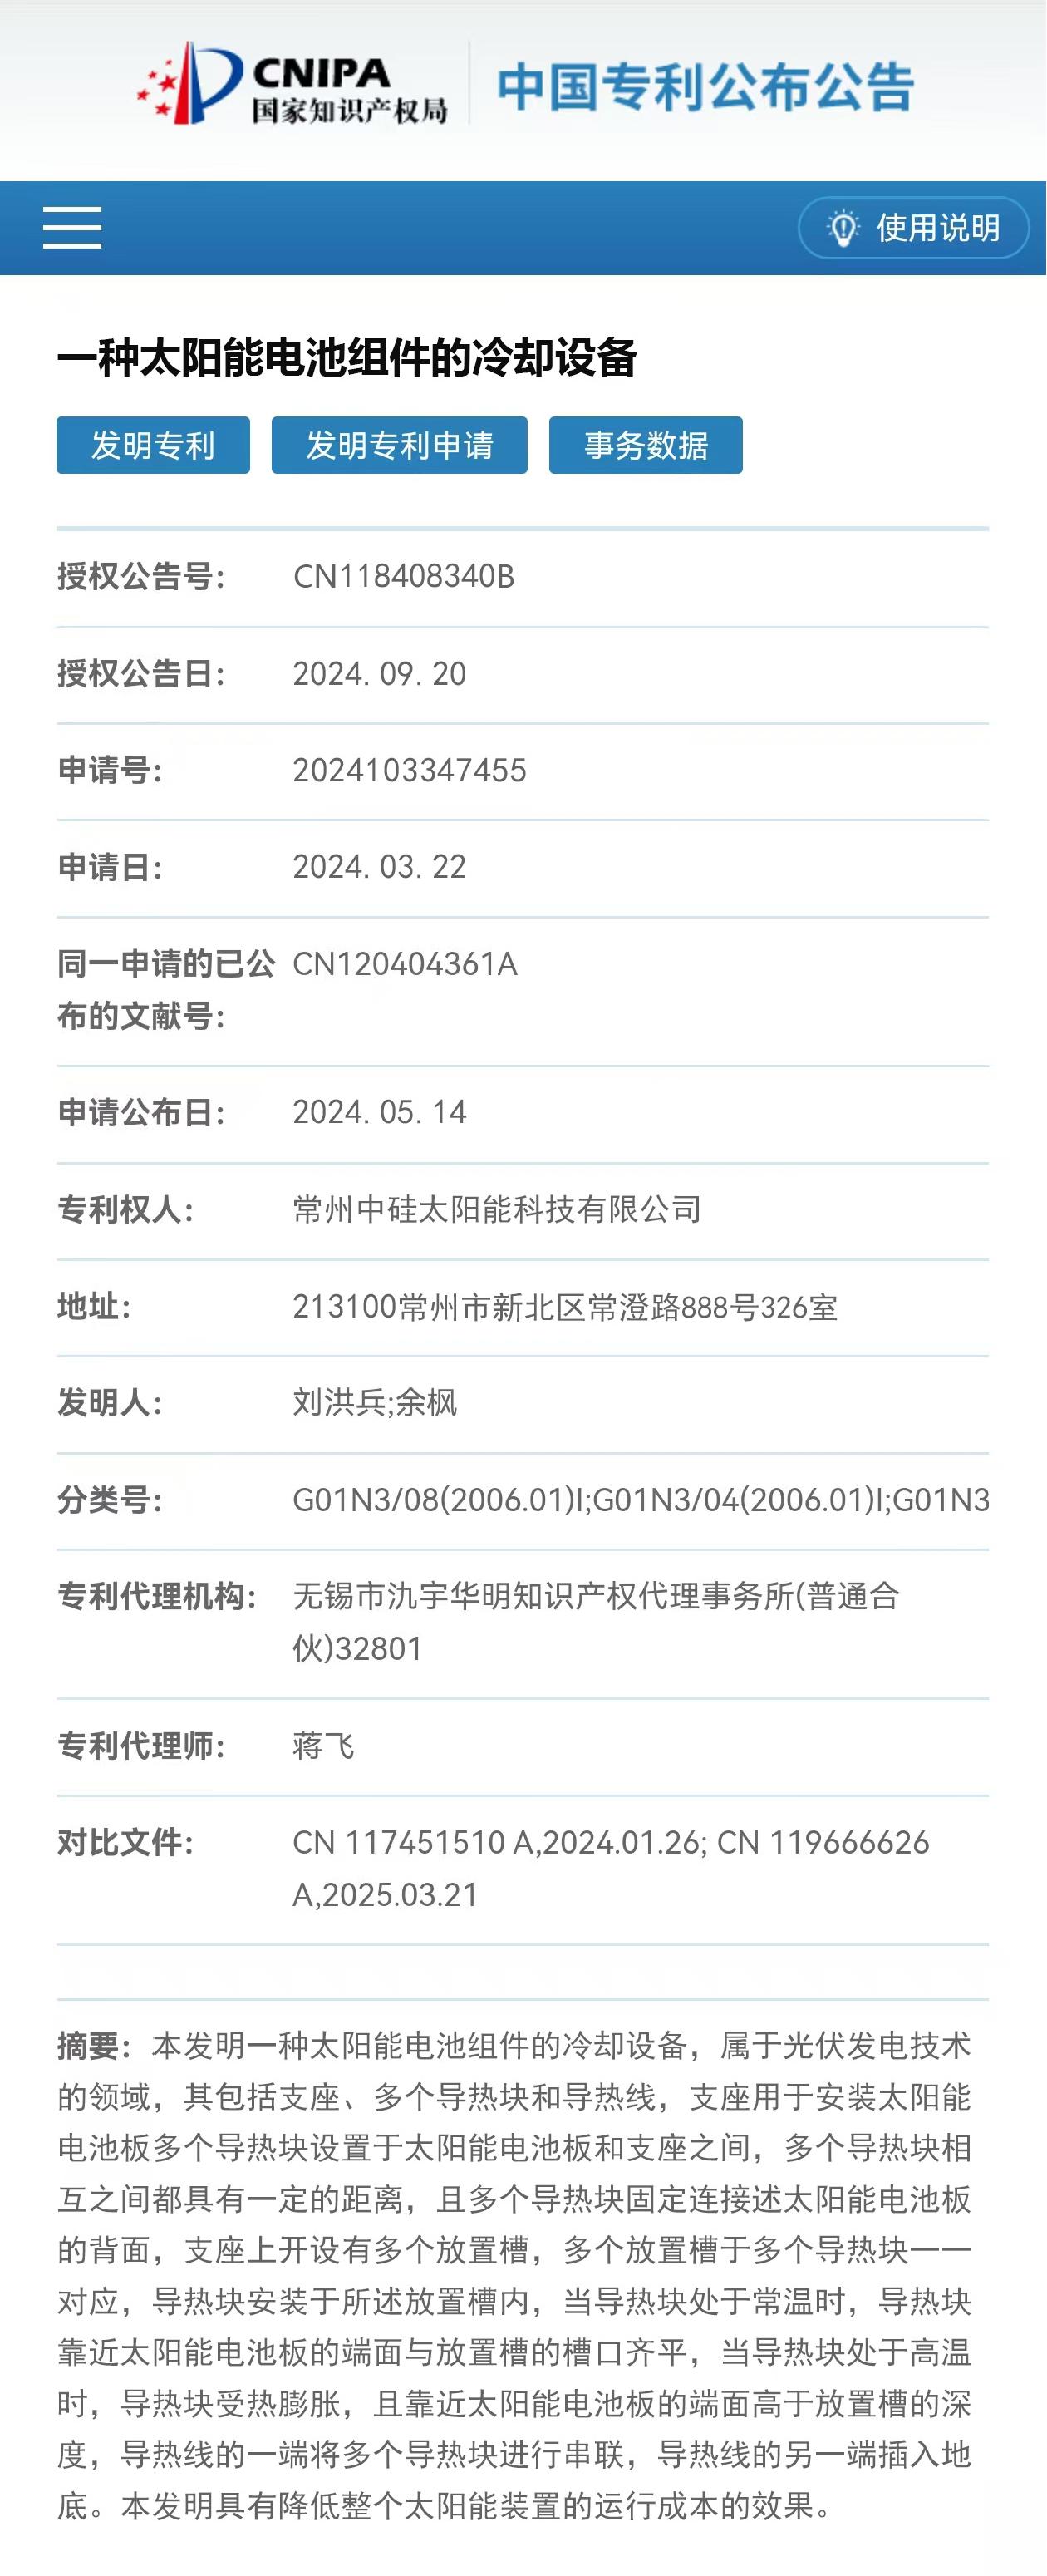 CNIPA
国家知识产权局
中国专利公布公告
使用说明
一种太阳能电池组件的冷却设备
发明专利
发明专利申请
事务数据
授权公告号： CN118408340B
授权公告日： 2024. 09. 20
申请号： 2024103347455
申请日： 2024. 03. 22
同一申请的已公 CN120404361A
布的文献号：
申请公布日： 2024. 05. 14
专利权人： 常州中硅太阳能科技有限公司
地址： 213100常州市新北区常澄路888号326室
发明人： 刘洪兵;余枫
分类号： G01N3/08(2006.01)I;G01N3/04(2006.01)I;G01N3
专利代理机构： 无锡市氿宇华明知识产权代理事务所(普通合
伙)32801
专利代理师： 蒋飞
对比文件： CN 117451510 A,2024.01.26; CN 119666626
A,2025.03.21
摘要：本发明一种太阳能电池组件的冷却设备，属于光伏发电技术
的领域，其包括支座、多个导热块和导热线，支座用于安装太阳能
电池板多个导热块设置于太阳能电池板和支座之间，多个导热块相
互之间都具有一定的距离，且多个导热块固定连接述太阳能电池板
的背面，支座上开设有多个放置槽，多个放置槽于多个导热块一一
对应，导热块安装于所述放置槽内，当导热块处于常温时，导热块
靠近太阳能电池板的端面与放置槽的槽口齐平，当导热块处于高温
时，导热块受热膨胀，且靠近太阳能电池板的端面高于放置槽的深
度，导热线的一端将多个导热块进行串联，导热线的另一端插入地
底。本发明具有降低整个太阳能装置的运行成本的效果。